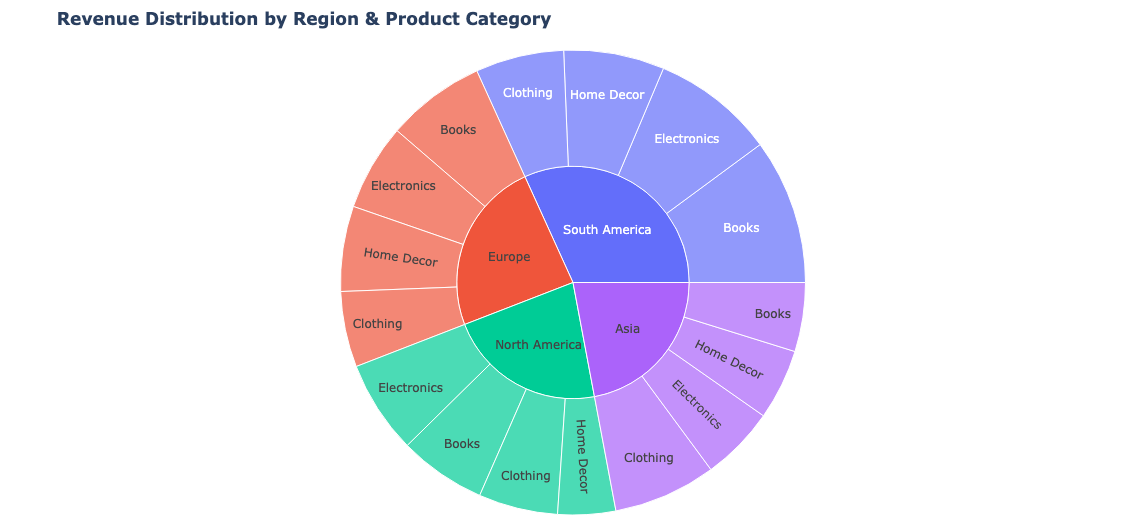 Revenue Distribution by Region & Product Category
Clothing
Home Decor
Electronics
Books
South America
Books
Electronics
Home Decor
Clothing
Europe
North America
Electronics
Books
Clothing
Home Decor
Asia
Books
Home Decor
Electronics
Clothing